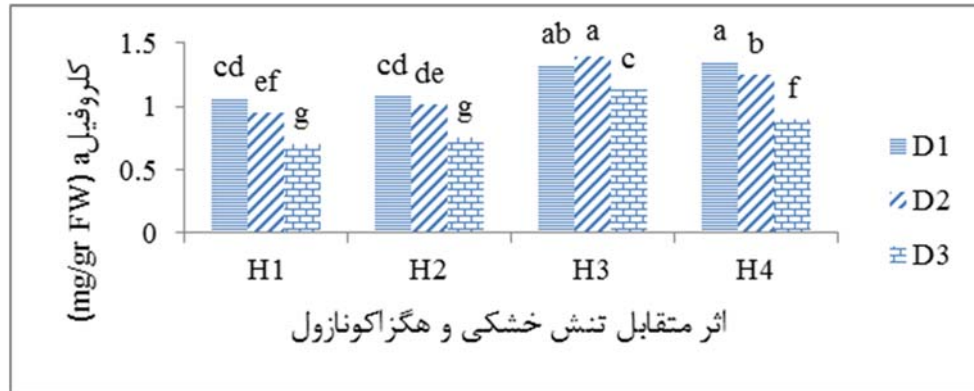 کلروفیل a
(mg/gr FW)
1.5
1
0.5
0
cd ef g
cd de g
ab a c
a b f
H1 H2 H3 H4
D1
D2
D3
اثر متقابل تنش خشکی و هگزاکونازول